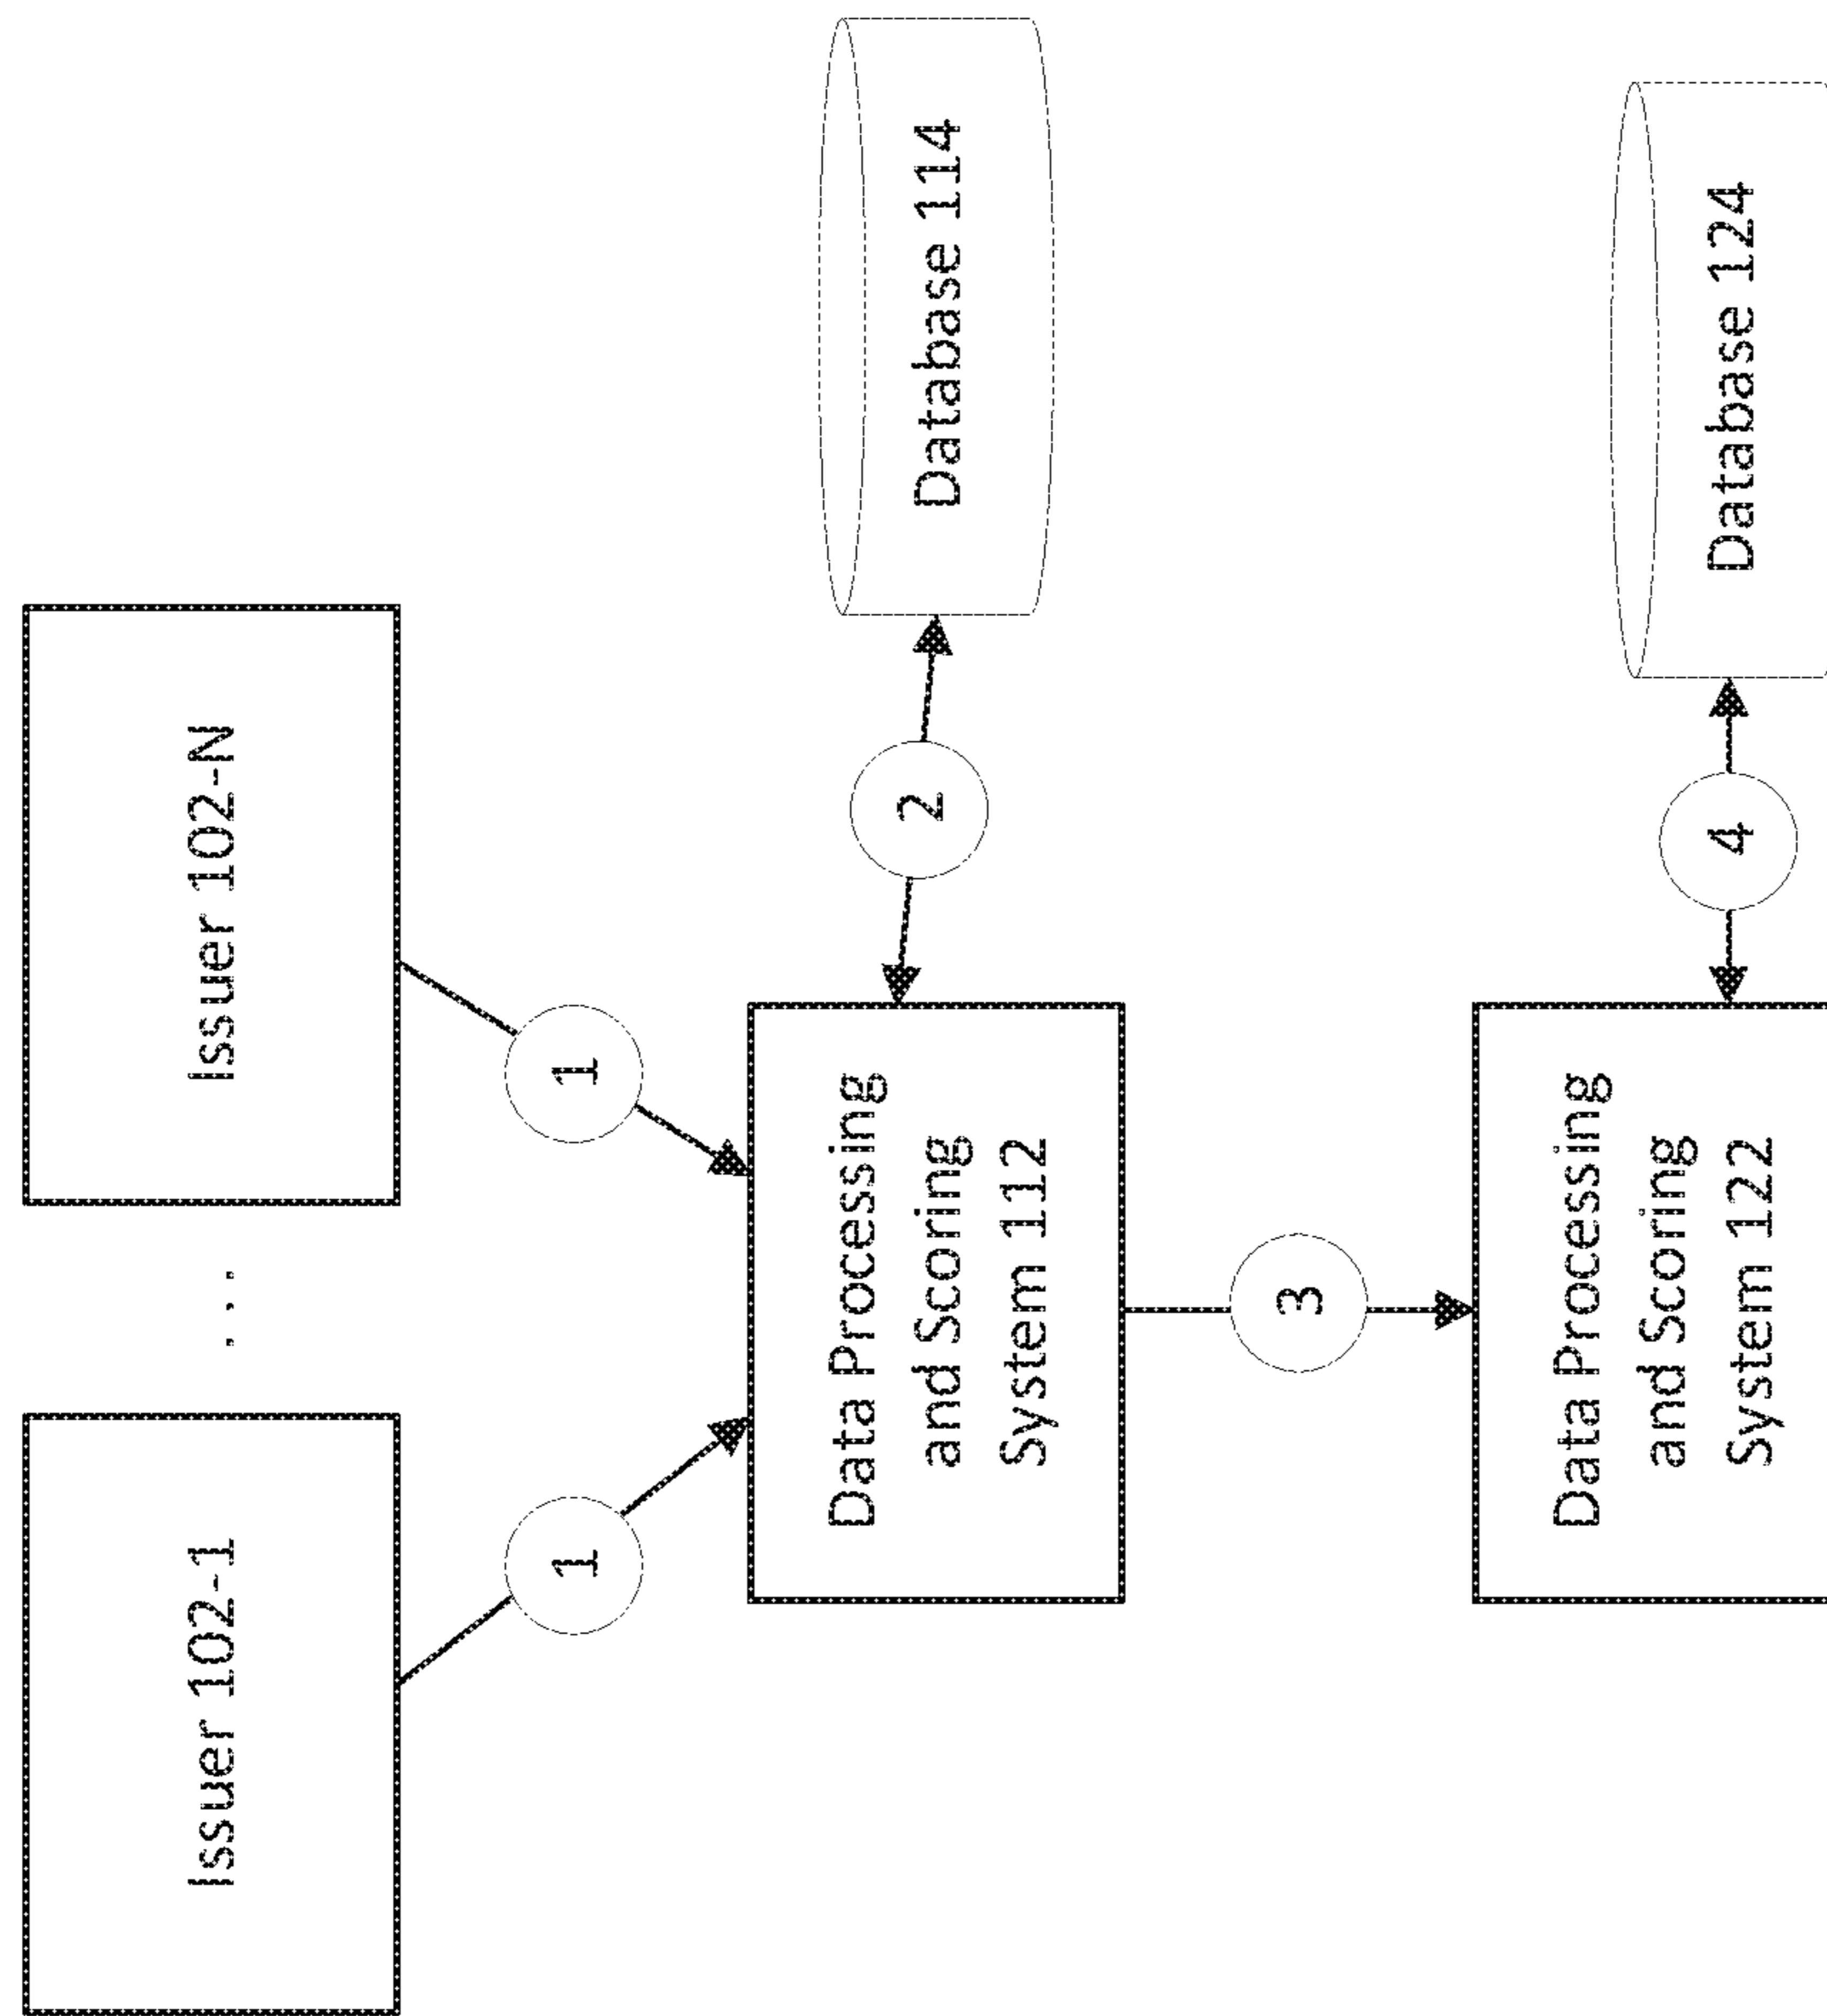 Issuer 102-1
. . .
Issuer 102-N
1
1
Data Processing
and Scoring
System 112
2
Database 114
3
Data Processing
and Scoring
System 122
4
Database 124